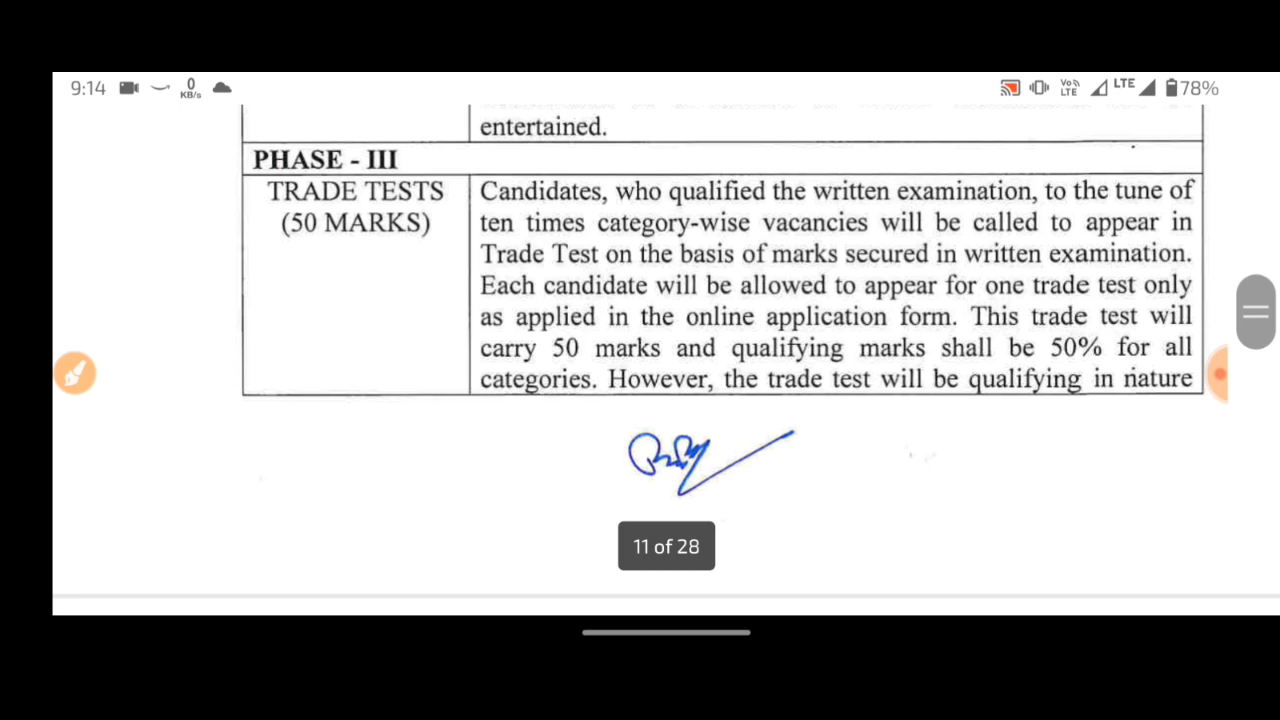 9:14 0 KB/s Vo LTE LTE 78%
entertained.
PHASE - III
TRADE TESTS
(50 MARKS)
Candidates, who qualified the written examination, to the tune of
ten times category-wise vacancies will be called to appear in
Trade Test on the basis of marks secured in written examination.
Each candidate will be allowed to appear for one trade test only
as applied in the online application form. This trade test will
carry 50 marks and qualifying marks shall be 50% for all
categories. However, the trade test will be qualifying in nature
11 of 28